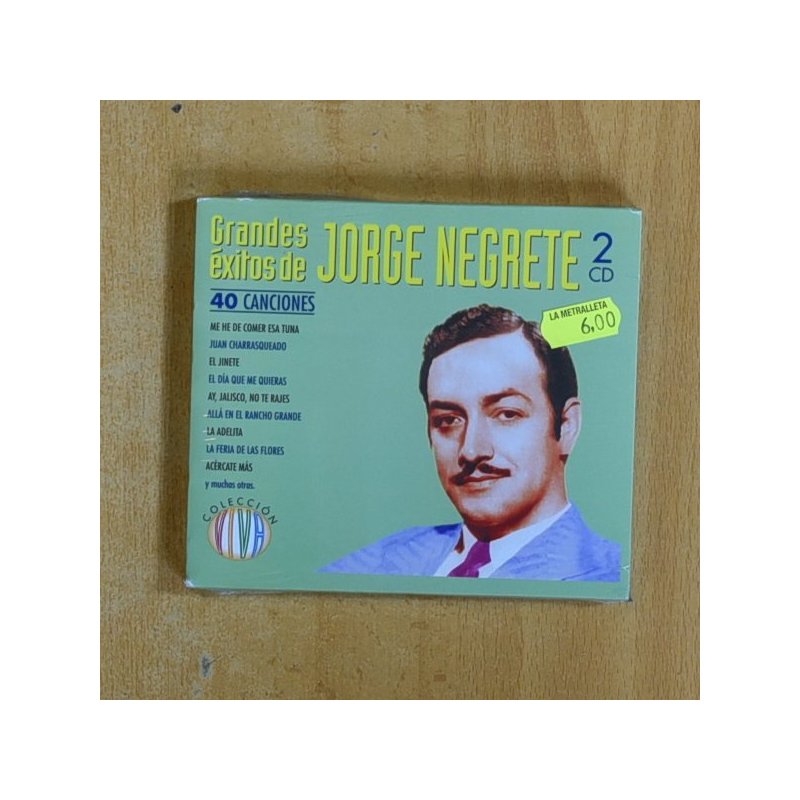 Grandes
éxitos de
JORGE NEGRETE
2
CD
40 CANCIONES
LA METRALLETA
6,00
ME HE DE COMER ESA TUNA
JUAN CHARRASQUEADO
EL JINETE
EL DÍA QUE ME QUIERAS
AY, JALISCO, NO TE RAJES
ALLÁ EN EL RANCHO GRANDE
LA ADELITA
LA FERIA DE LAS FLORES
ACÉRCATE MÁS
y muchas otras.
COLECCIÓN
VIVA